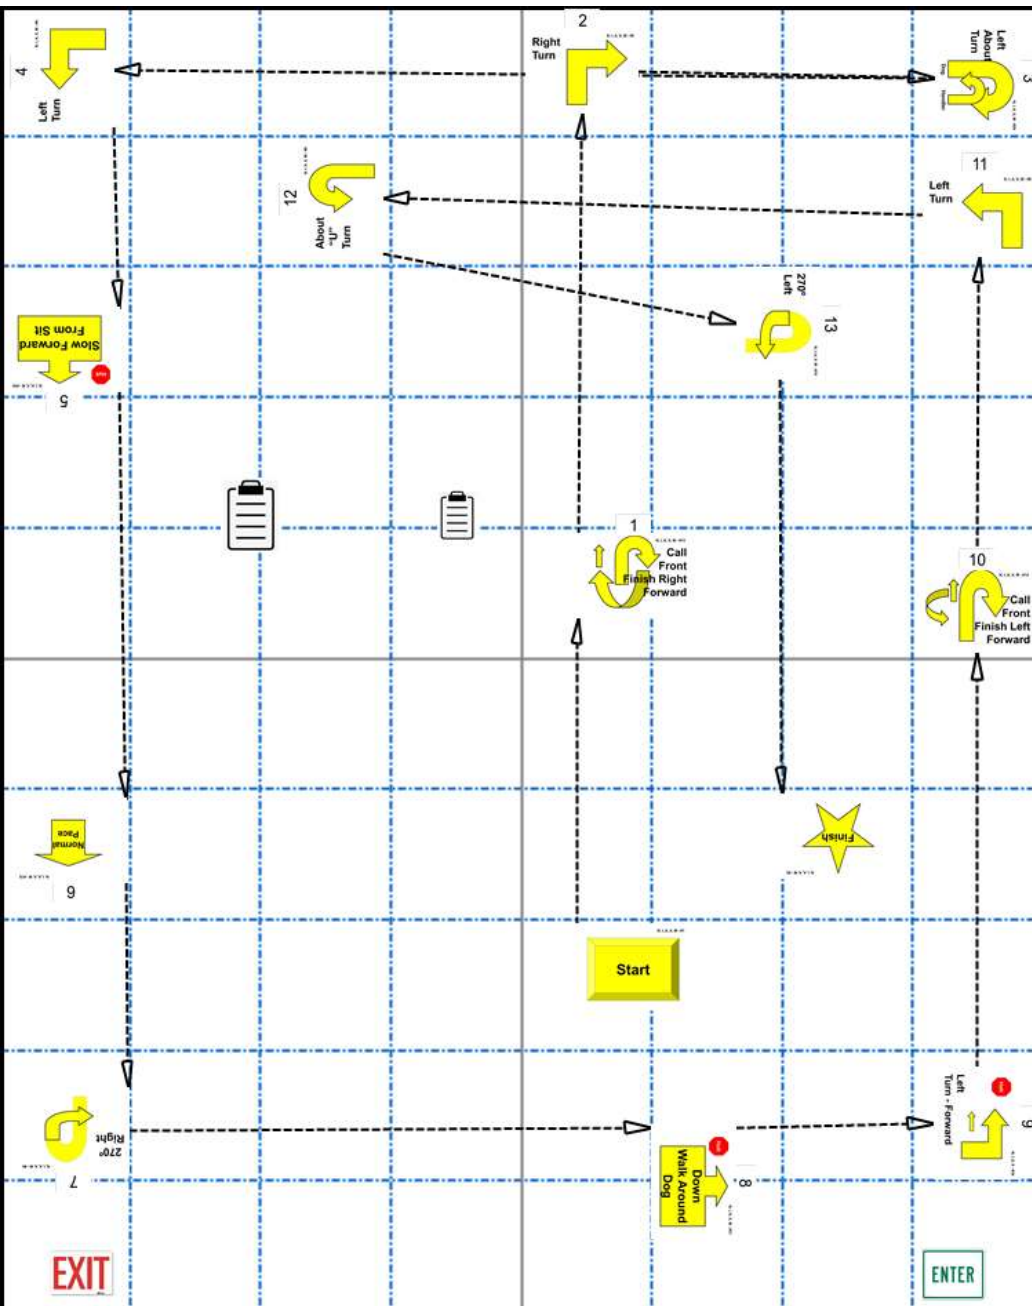 2
Right
Turn
Left
About
Turn
Dog
3
4
Left
Turn
12
About
"U"
Turn
11
Left
Turn
270°
Left
13
Slow Forward
From Sit
5
1
Call
Front
Finish Right
Forward
10
Call
Front
Finish Left
Forward
Normal
Pace
6
Finish
Start
270°
Right
7
Down
Walk Around
Dog
8
Left
Turn - Forward
9
EXIT
ENTER